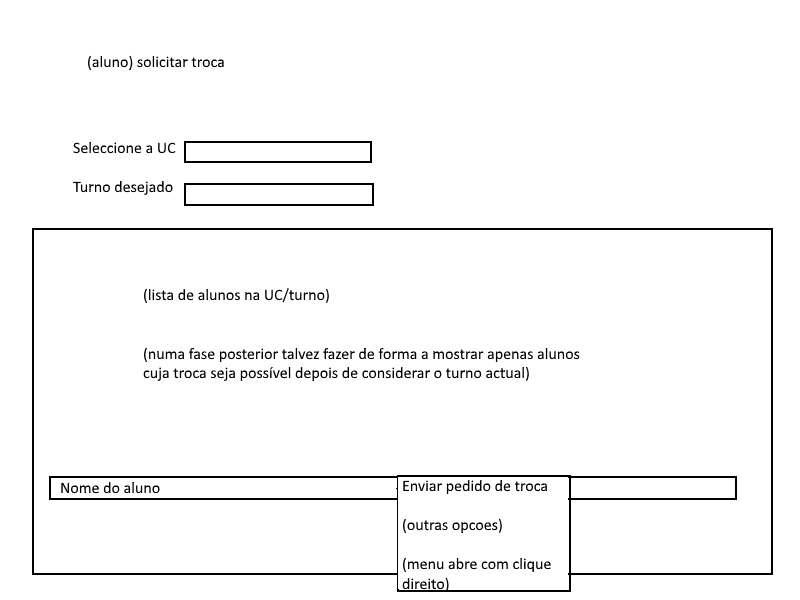 (aluno) solicitar troca
Seleccione a UC
Turno desejado
(lista de alunos na UC/turno)
(numa fase posterior talvez fazer de forma a mostrar apenas alunos
cuja troca seja possível depois de considerar o turno actual)
Nome do aluno
Enviar pedido de troca
(outras opcoes)
(menu abre com clique
direito)